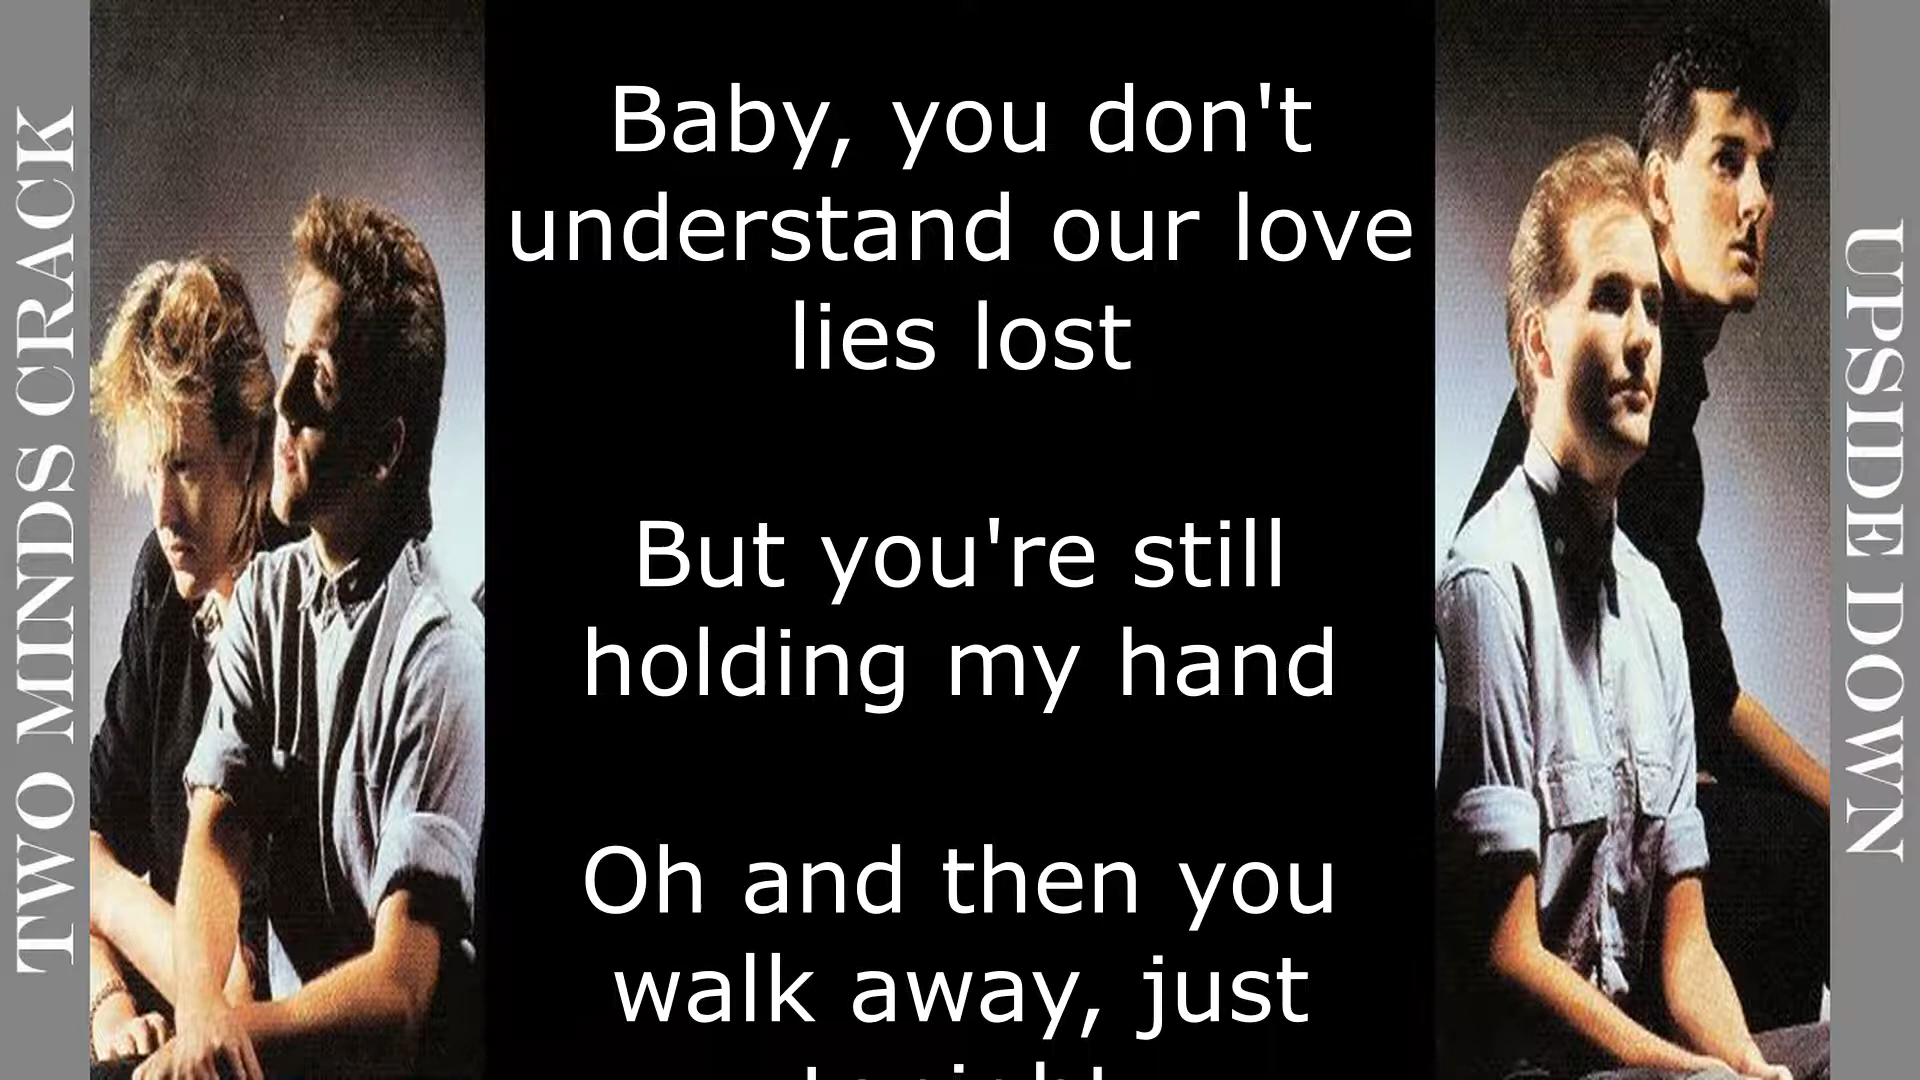 TWO MINDS CRACK
Baby, you don't
understand our love
lies lost
But you're still
holding my hand
Oh and then you
walk away, just
tonight
UPSIDE DOWN